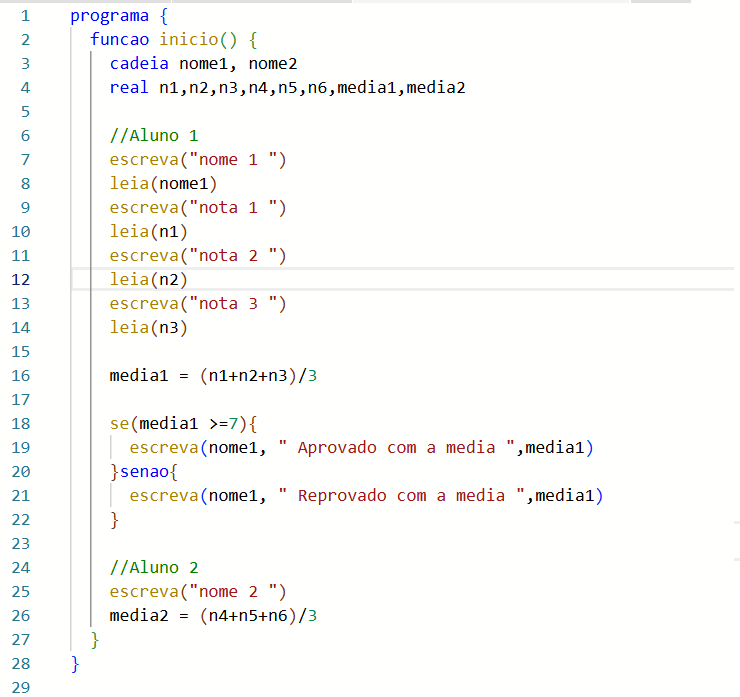 1 programa {
2 funcao inicio() {
3 cadeia nome1, nome2
4 real n1,n2,n3,n4,n5,n6,media1,media2
5
6 //Aluno 1
7 escreva("nome 1 ")
8 leia(nome1)
9 escreva("nota 1 ")
10 leia(n1)
11 escreva("nota 2 ")
12 leia(n2)
13 escreva("nota 3 ")
14 leia(n3)
15
16 media1 = (n1+n2+n3)/3
17
18 se(media1 >=7){
19 escreva(nome1, " Aprovado com a media ",media1)
20 }senao{
21 escreva(nome1, " Reprovado com a media ",media1)
22 }
23
24 //Aluno 2
25 escreva("nome 2 ")
26 media2 = (n4+n5+n6)/3
27 }
28 }
29